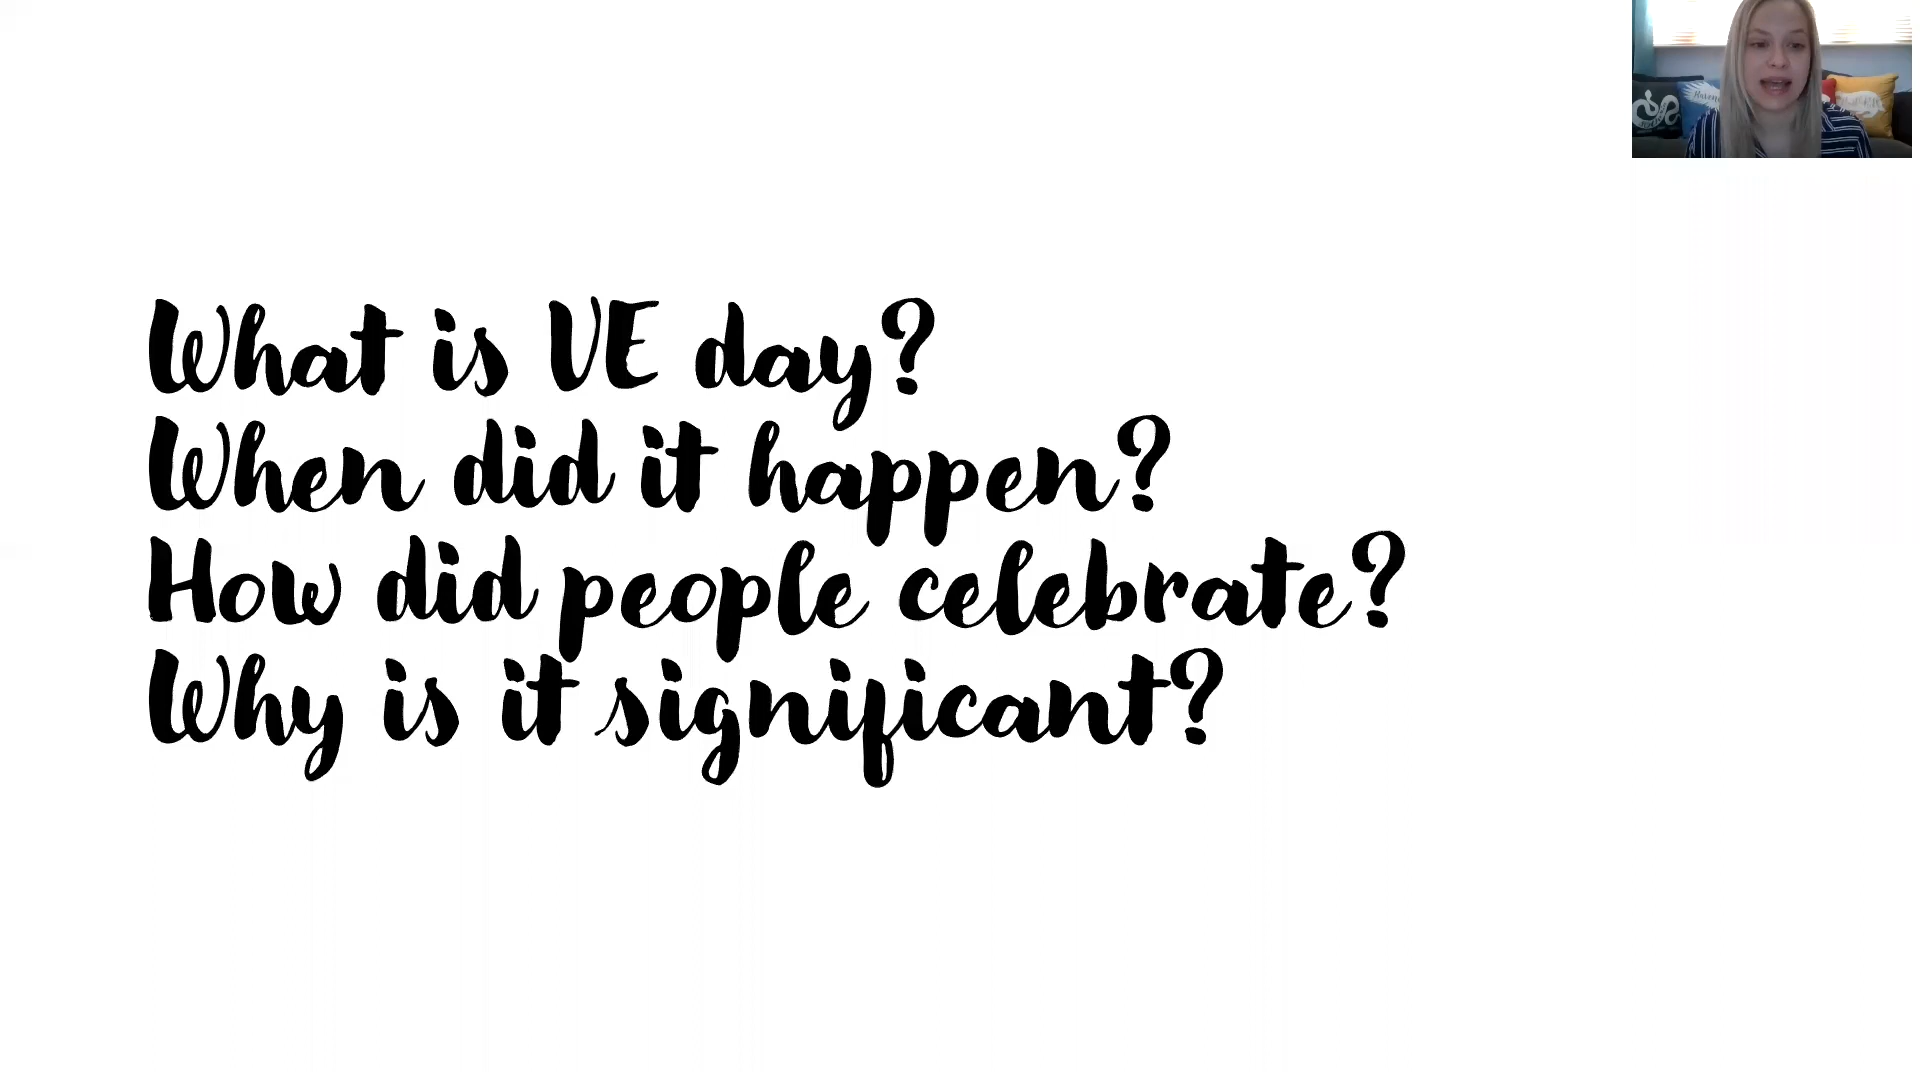 What is VE day?
When did it happen?
How did people celebrate?
Why is it significant?